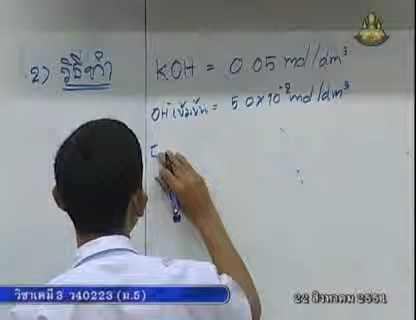 2) วิธีทำ KOH = 0.05 mol/dm³
OH⁻ เข้มข้น = 5.0×10⁻² mol/dm³
[
วิชาเคมี 3 ว40223 (ม.5)
22 สิงหาคม 2551